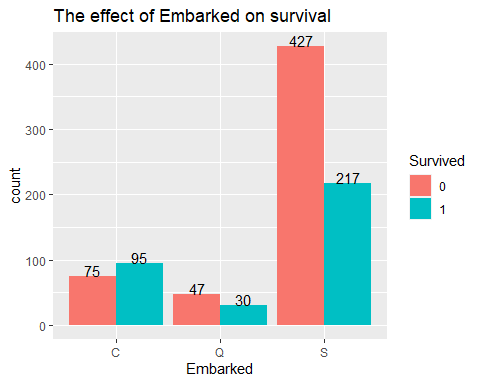 The effect of Embarked on survival
count
400
300
200
100
0
427
217
75
95
47
30
C Q S
Embarked
Survived
0
1